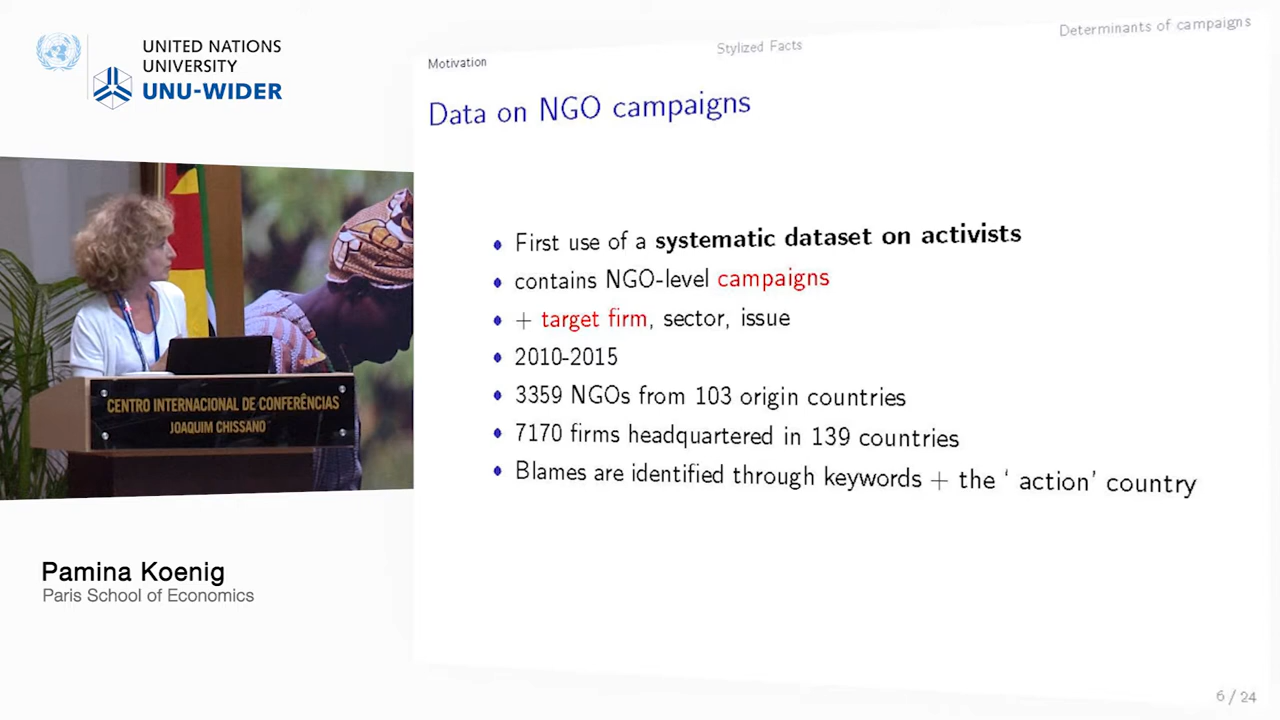 UNITED NATIONS
UNIVERSITY
UNU-WIDER
CENTRO INTERNACIONAL DE CONFERÊNCIAS
JOAQUIM CHISSANO
Pamina Koenig
Paris School of Economics
Motivation
Stylized Facts
Determinants of campaigns
Data on NGO campaigns
• First use of a systematic dataset on activists
• contains NGO-level campaigns
• + target firm, sector, issue
• 2010-2015
• 3359 NGOs from 103 origin countries
• 7170 firms headquartered in 139 countries
• Blames are identified through keywords + the ‘ action’ country
6 / 24